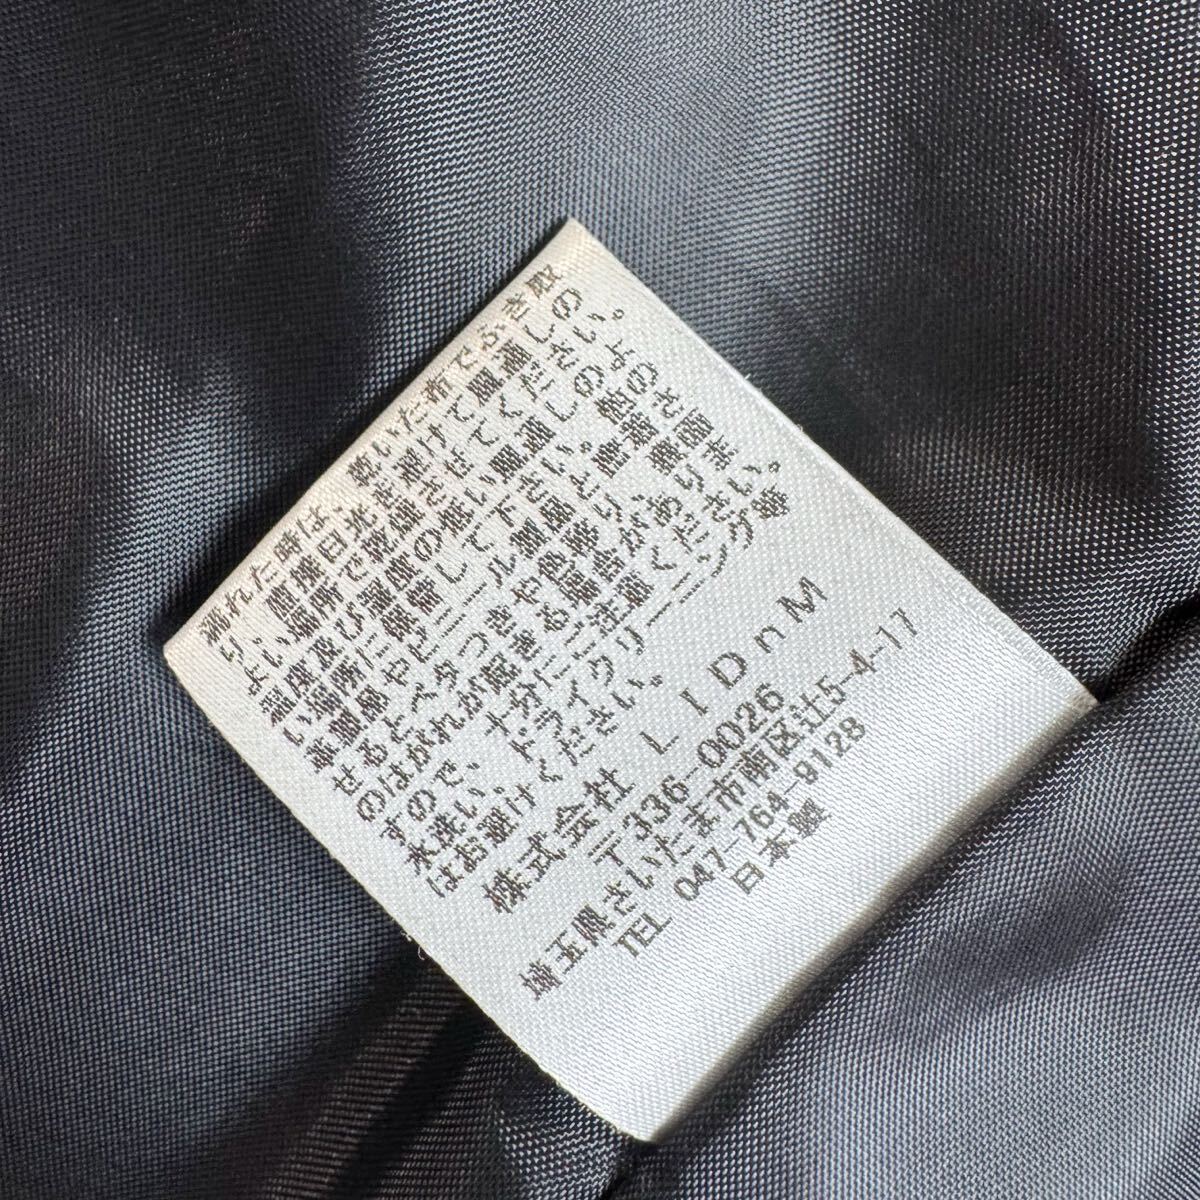 濡れた時は、乾いた布でふき取
り、直接日光を避けて風通しの
よい場所で乾燥させてください。
温度及び湿度の低い風通しのよ
い場所に保管して下さい。他の
革製品やビニール製品と密着さ
せるとベタつきや色移り、表面
のはがれが起きる場合がありま
すので、十分にご注意ください。
水洗い、ドライクリーニング等
はお避けください。
株式会社 L I D n M
〒336-0026
埼玉県さいたま市南区辻5-4-17
TEL 047-764-9128
日本製